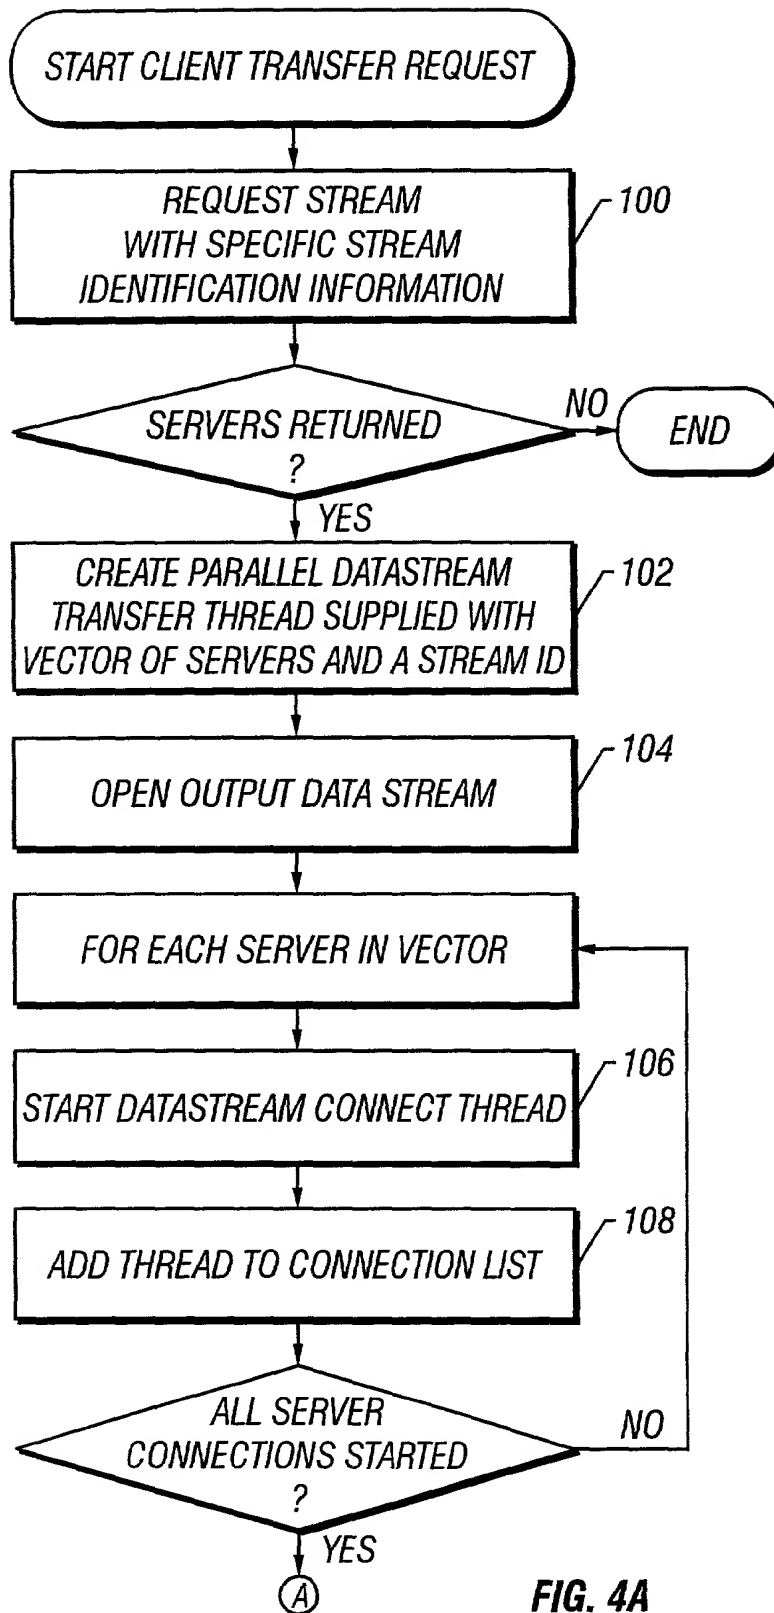 START CLIENT TRANSFER REQUEST
REQUEST STREAM
WITH SPECIFIC STREAM
IDENTIFICATION INFORMATION
100
SERVERS RETURNED
?
NO
END
YES
CREATE PARALLEL DATASTREAM
TRANSFER THREAD SUPPLIED WITH
VECTOR OF SERVERS AND A STREAM ID
102
OPEN OUTPUT DATA STREAM
104
FOR EACH SERVER IN VECTOR
START DATASTREAM CONNECT THREAD
106
ADD THREAD TO CONNECTION LIST
108
ALL SERVER
CONNECTIONS STARTED
?
NO
YES
A
FIG. 4A